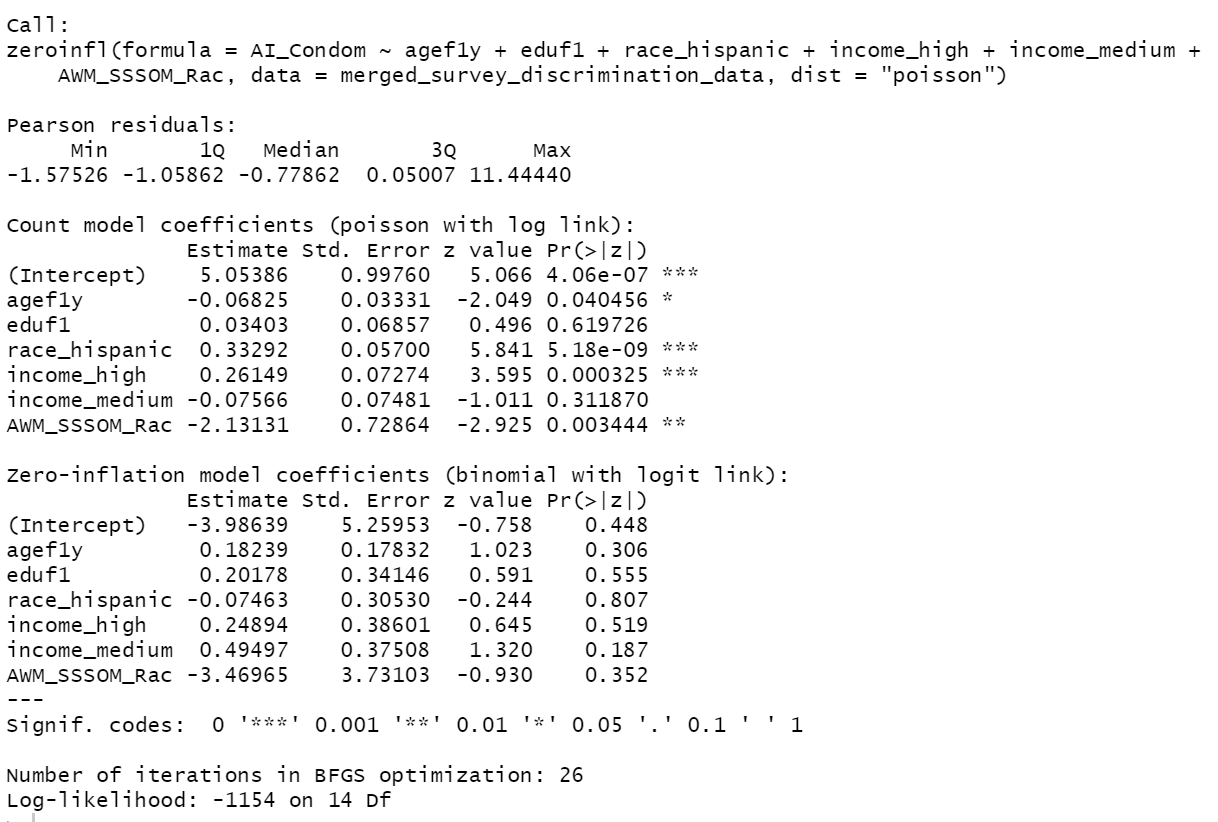 Call:
zeroinfl(formula = AI_Condom ~ agef1y + eduf1 + race_hispanic + income_high + income_medium +
    AWM_SSSOM_Rac, data = merged_survey_discrimination_data, dist = "poisson")

Pearson residuals:
     Min       1Q   Median       3Q      Max
-1.57526 -1.05862 -0.77862  0.05007 11.44440

Count model coefficients (poisson with log link):
              Estimate Std. Error z value Pr(>|z|)
(Intercept)    5.05386    0.99760   5.066 4.06e-07 ***
agef1y        -0.06825    0.03331  -2.049 0.040456 *
eduf1          0.03403    0.06857   0.496 0.619726
race_hispanic  0.33292    0.05700   5.841 5.18e-09 ***
income_high    0.26149    0.07274   3.595 0.000325 ***
income_medium -0.07566    0.07481  -1.011 0.311870
AWM_SSSOM_Rac -2.13131    0.72864  -2.925 0.003444 **

Zero-inflation model coefficients (binomial with logit link):
              Estimate Std. Error z value Pr(>|z|)
(Intercept)   -3.98639    5.25953  -0.758    0.448
agef1y         0.18239    0.17832   1.023    0.306
eduf1          0.20178    0.34146   0.591    0.555
race_hispanic -0.07463    0.30530  -0.244    0.807
income_high    0.24894    0.38601   0.645    0.519
income_medium  0.49497    0.37508   1.320    0.187
AWM_SSSOM_Rac -3.46965    3.73103  -0.930    0.352
---
Signif. codes:  0 '***' 0.001 '**' 0.01 '*' 0.05 '.' 0.1 ' ' 1

Number of iterations in BFGS optimization: 26
Log-likelihood: -1154 on 14 Df